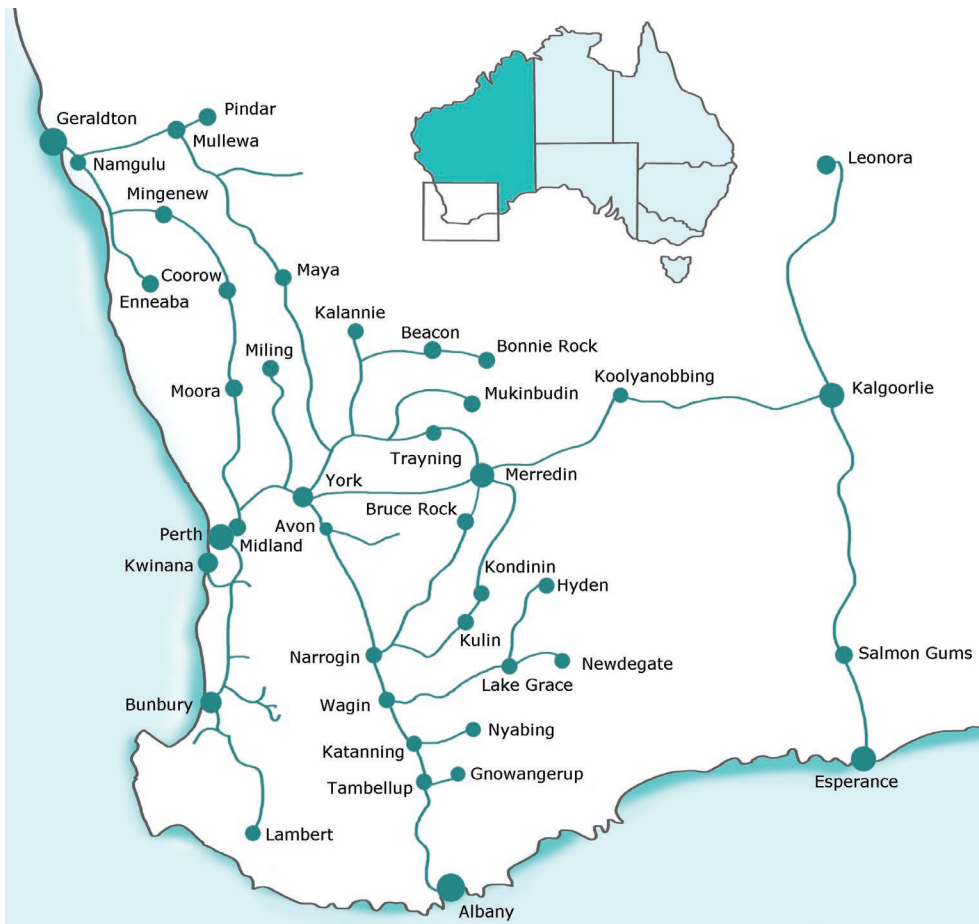 Pindar
Geraldton
Mullewa
Namgulu
Leonora
Mingenew
Coorow
Maya
Enneaba
Kalannie
Beacon
Miling
Bonnie Rock
Koolyanobbing
Moora
Mukinbudin
Kalgoorlie
Trayning
York
Merredin
Bruce Rock
Avon
Perth
Midland
Kwinana
Kondinin
Hyden
Kulin
Narrogin
Salmon Gums
Newdegate
Lake Grace
Bunbury
Wagin
Nyabing
Katanning
Gnowangerup
Tambellup
Esperance
Lambert
Albany